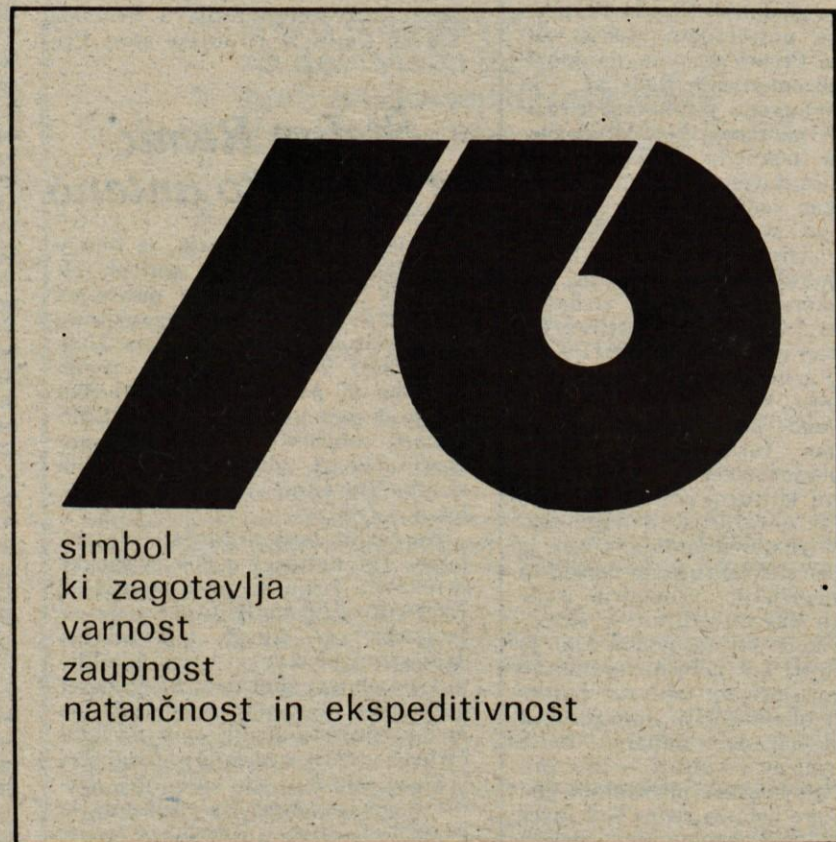 simbol
ki zagotavlja
varnost
zaupnost
natančnost in ekspeditivnost